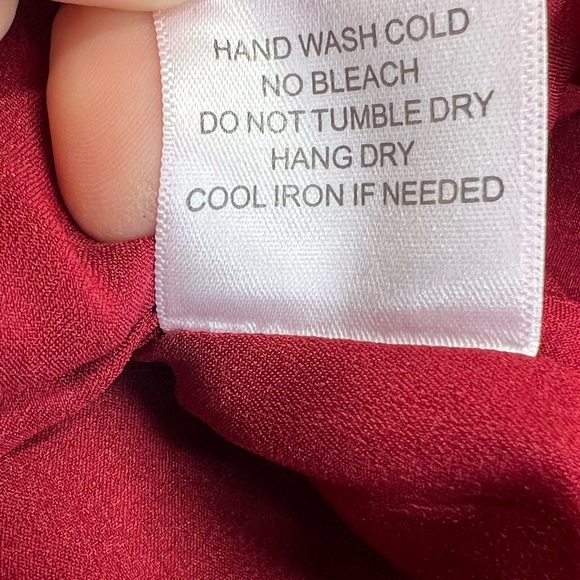 HAND WASH COLD
NO BLEACH
DO NOT TUMBLE DRY
HANG DRY
COOL IRON IF NEEDED